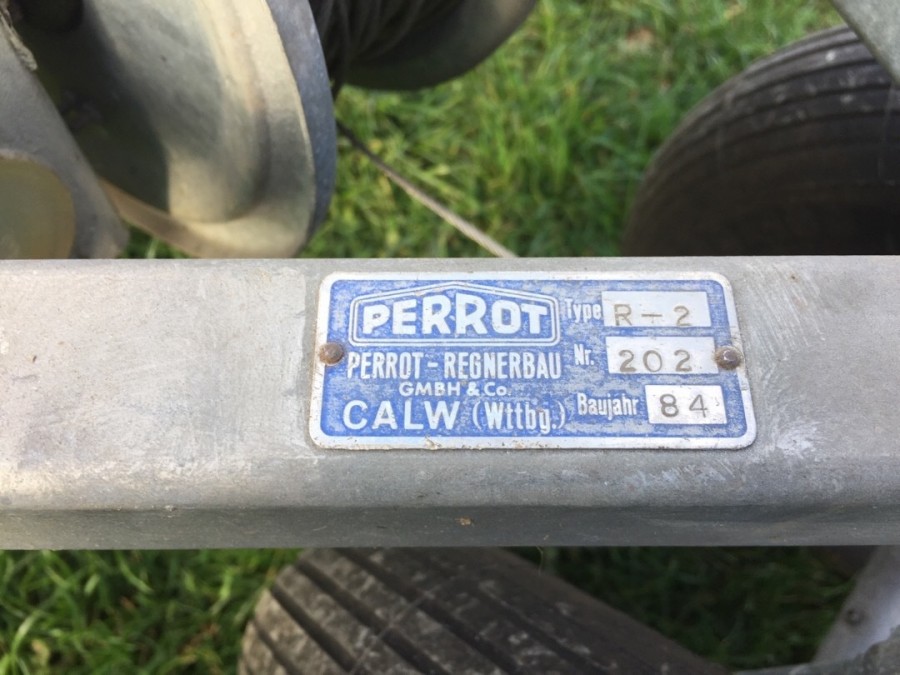 PERROT
PERROT-REGNERBAU
GMBH & Co.
CALW (Wttbg.)
Type R-2
Nr. 202
Baujahr 84